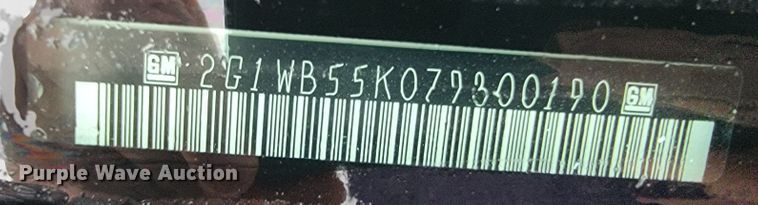 GM 2G1WB55K079300190 GM
Purple Wave Auction